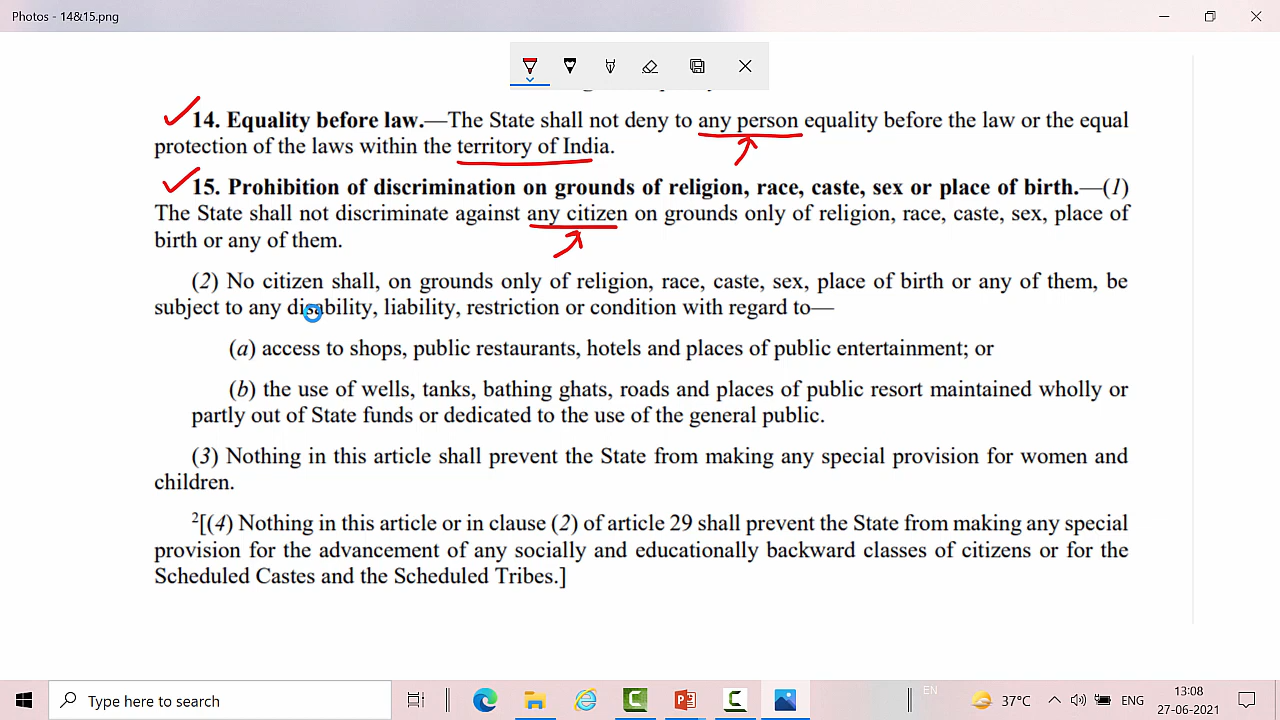 Photos - 14&15.png
14. Equality before law.—The State shall not deny to any person equality before the law or the equal
protection of the laws within the territory of India.
15. Prohibition of discrimination on grounds of religion, race, caste, sex or place of birth.—(1)
The State shall not discriminate against any citizen on grounds only of religion, race, caste, sex, place of
birth or any of them.
(2) No citizen shall, on grounds only of religion, race, caste, sex, place of birth or any of them, be
subject to any disability, liability, restriction or condition with regard to—
(a) access to shops, public restaurants, hotels and places of public entertainment; or
(b) the use of wells, tanks, bathing ghats, roads and places of public resort maintained wholly or
partly out of State funds or dedicated to the use of the general public.
(3) Nothing in this article shall prevent the State from making any special provision for women and
children.
2[(4) Nothing in this article or in clause (2) of article 29 shall prevent the State from making any special
provision for the advancement of any socially and educationally backward classes of citizens or for the
Scheduled Castes and the Scheduled Tribes.]
Type here to search
EN
37°C
ENG
13:08
27-06-2021